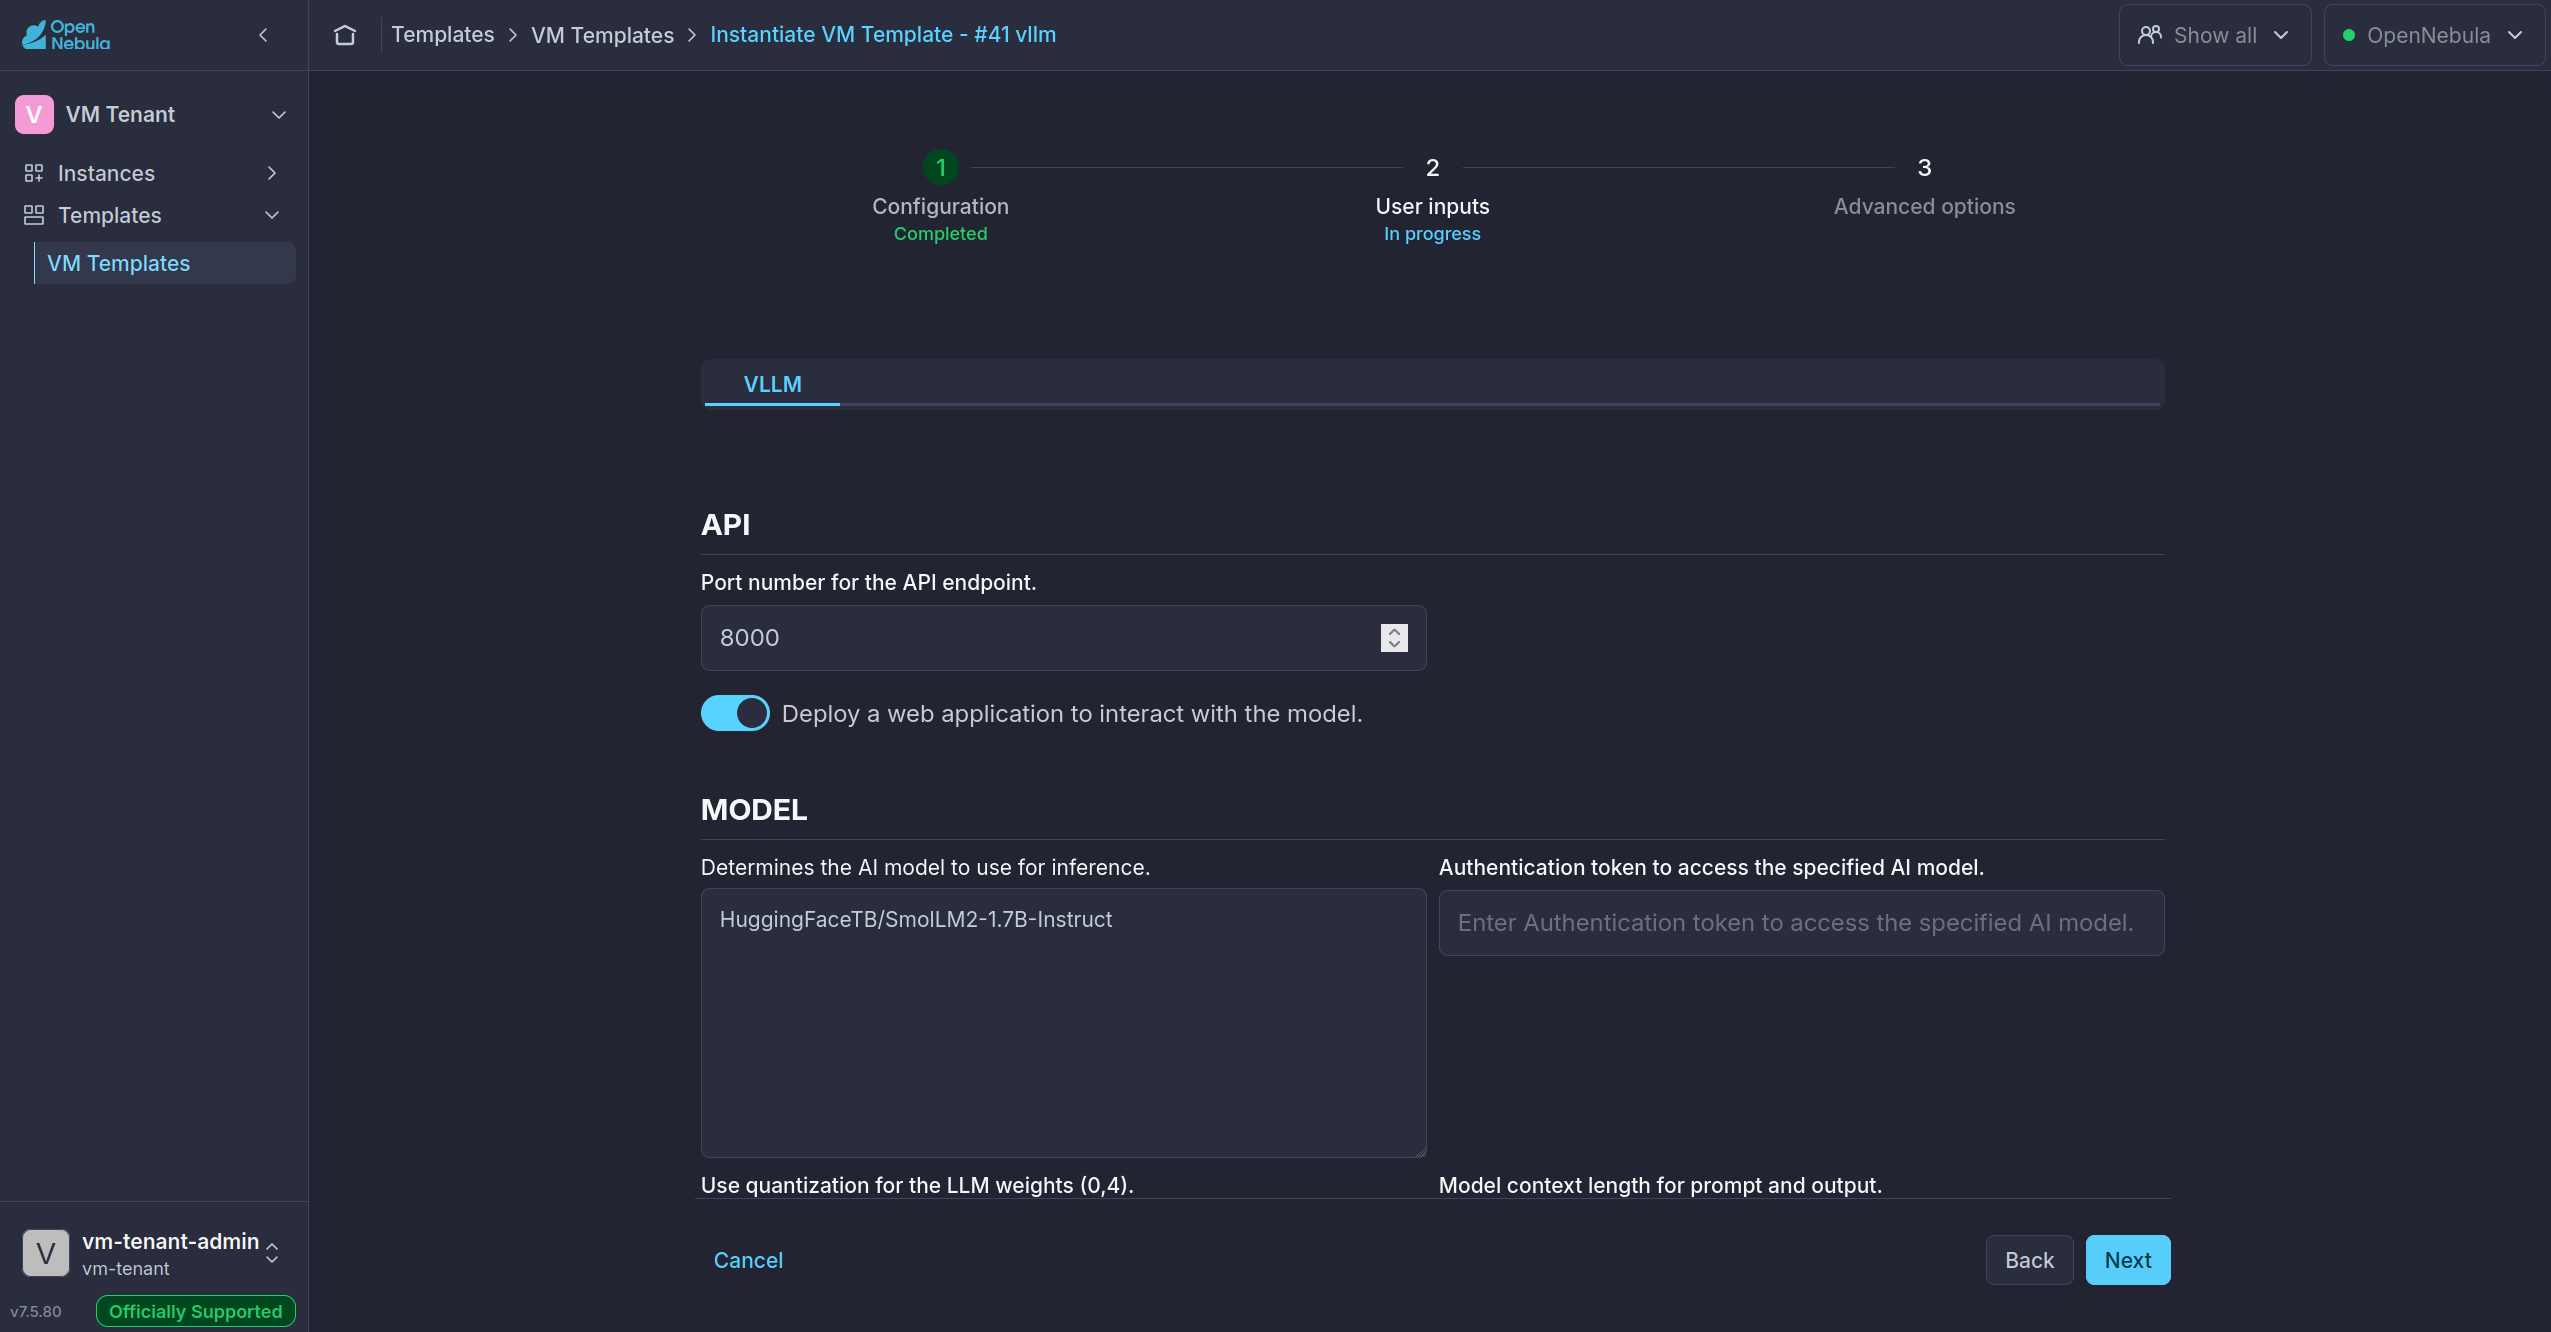 Open
Nebula
Templates
VM Templates
Instantiate VM Template - #41 vllm
Show all
OpenNebula
V
VM Tenant
Instances
Templates
VM Templates
1
2
3
Configuration
User inputs
Advanced options
Completed
In progress
VLLM
API
Port number for the API endpoint.
8000
Deploy a web application to interact with the model.
MODEL
Determines the AI model to use for inference.
Authentication token to access the specified AI model.
HuggingFaceTB/SmolLM2-1.7B-Instruct
Enter Authentication token to access the specified AI model.
Use quantization for the LLM weights (0,4).
Model context length for prompt and output.
V
vm-tenant-admin
vm-tenant
Cancel
Back
Next
v7.5.80
Officially Supported